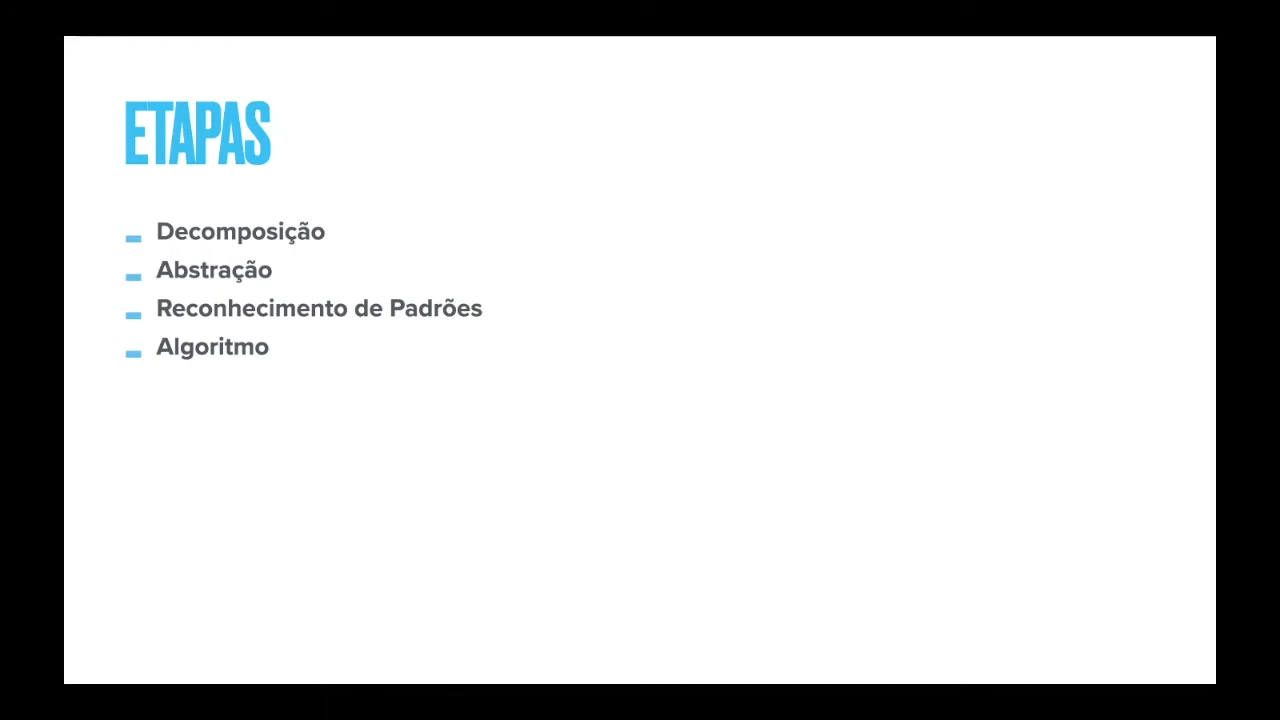 ETAPAS
Decomposição
Abstração
Reconhecimento de Padrões
Algoritmo